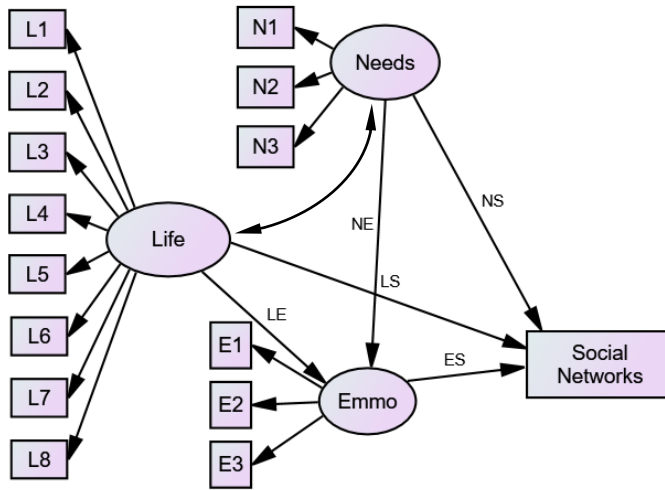 L1
L2
L3
L4
L5
L6
L7
L8
N1
N2
N3
Needs
Life
NE
NS
LS
LE
ES
E1
E2
E3
Emmo
Social
Networks